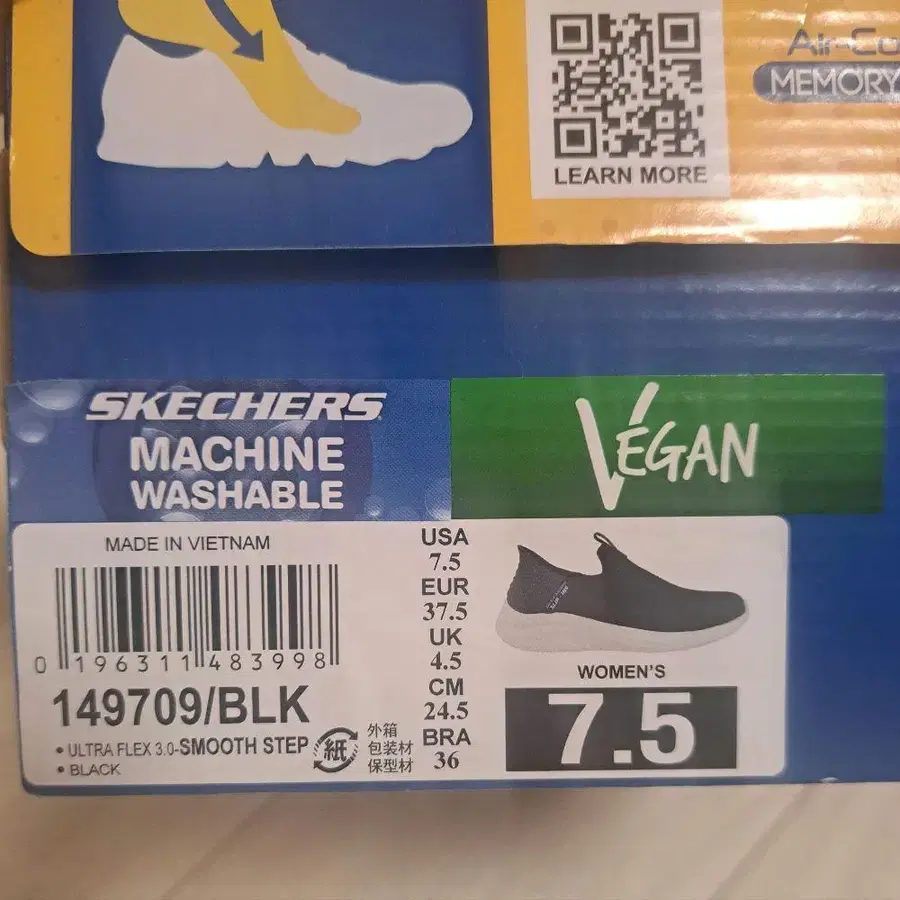 LEARN MORE
MEMORY
SKECHERS
MACHINE
WASHABLE
VEGAN
MADE IN VIETNAM
0 196311 483998
149709/BLK
• ULTRA FLEX 3.0-SMOOTH STEP
• BLACK
紙
外箱
包装材
保型材
USA
7.5
EUR
37.5
UK
4.5
CM
24.5
BRA
36
WOMEN'S
7.5